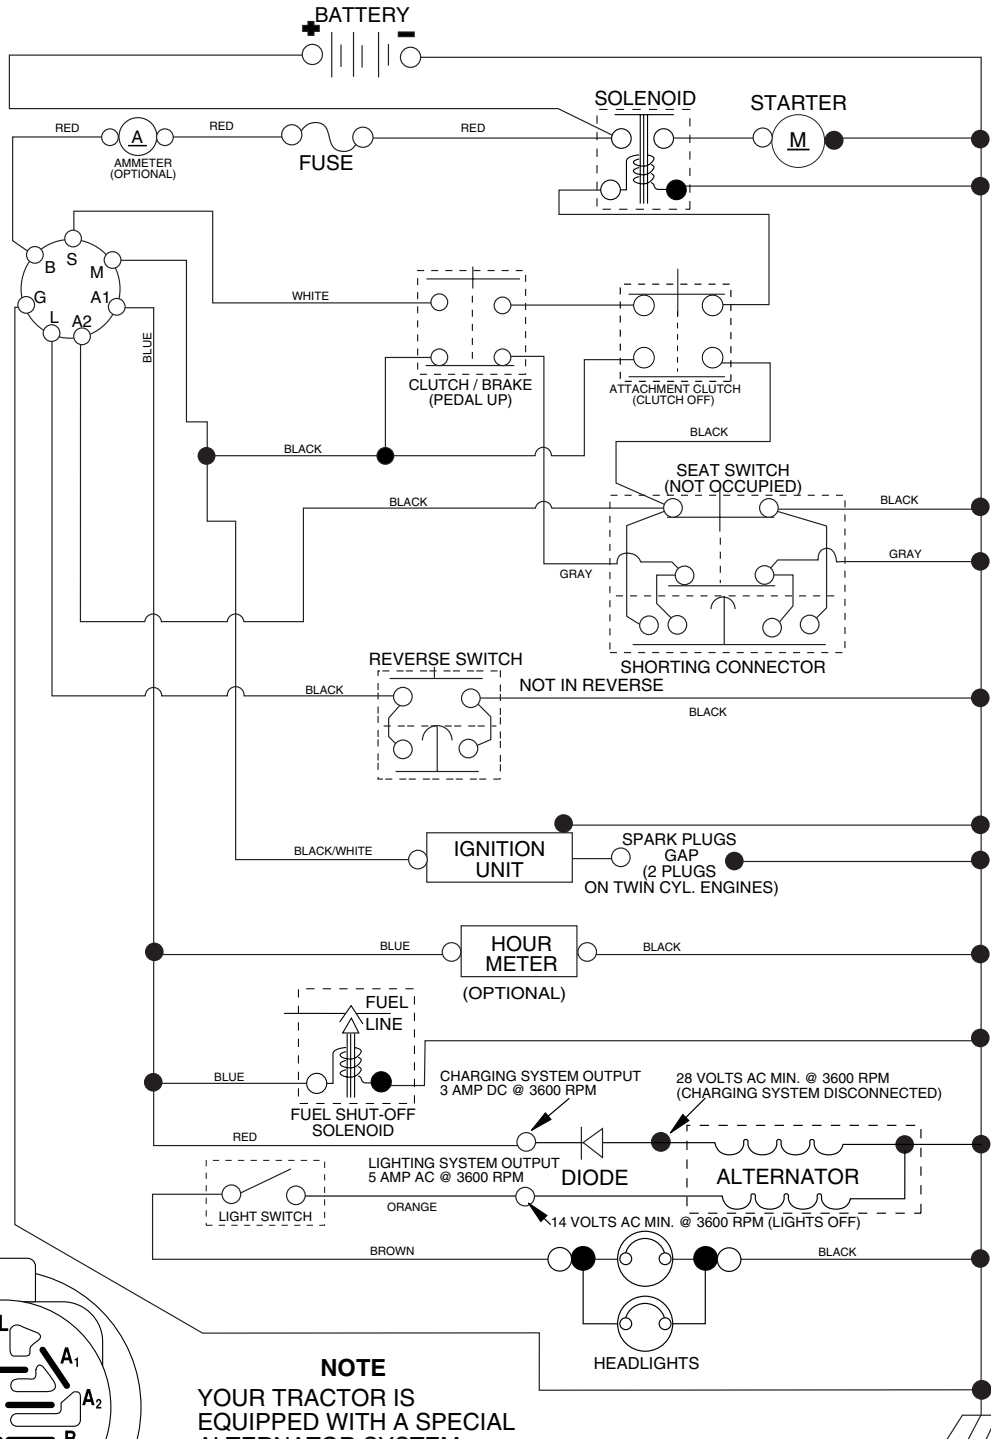 BATTERY
SOLENOID
STARTER
RED
A
RED
RED
M
FUSE
AMMETER
(OPTIONAL)
B
S
M
G
A1
L
A2
BLUE
WHITE
CLUTCH / BRAKE
(PEDAL UP)
ATTACHMENT CLUTCH
(CLUTCH OFF)
BLACK
BLACK
SEAT SWITCH
(NOT OCCUPIED)
BLACK
BLACK
GRAY
GRAY
SHORTING CONNECTOR
REVERSE SWITCH
NOT IN REVERSE
BLACK
BLACK
BLACK/WHITE
IGNITION
UNIT
SPARK PLUGS
GAP
(2 PLUGS
ON TWIN CYL. ENGINES)
BLUE
HOUR
METER
BLACK
(OPTIONAL)
FUEL
LINE
BLUE
FUEL SHUT-OFF
SOLENOID
CHARGING SYSTEM OUTPUT
3 AMP DC @ 3600 RPM
28 VOLTS AC MIN. @ 3600 RPM
(CHARGING SYSTEM DISCONNECTED)
RED
DIODE
ALTERNATOR
LIGHTING SYSTEM OUTPUT
5 AMP AC @ 3600 RPM
LIGHT SWITCH
ORANGE
14 VOLTS AC MIN. @ 3600 RPM (LIGHTS OFF)
BROWN
BLACK
HEADLIGHTS
L
A1
A2
B
NOTE
YOUR TRACTOR IS
EQUIPPED WITH A SPECIAL
ALTERNATOR SYSTEM